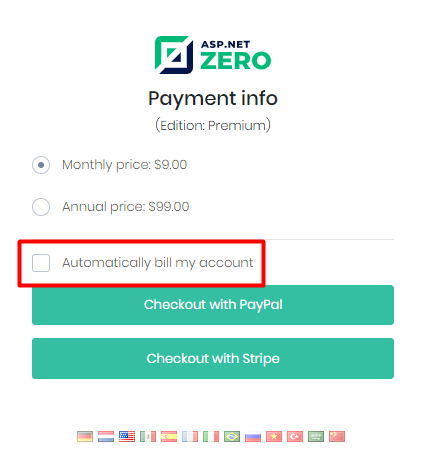 ASP.NET
ZERO
Payment info
(Edition: Premium)
Monthly price: $9.00
Annual price: $99.00
Automatically bill my account
Checkout with PayPal
Checkout with Stripe